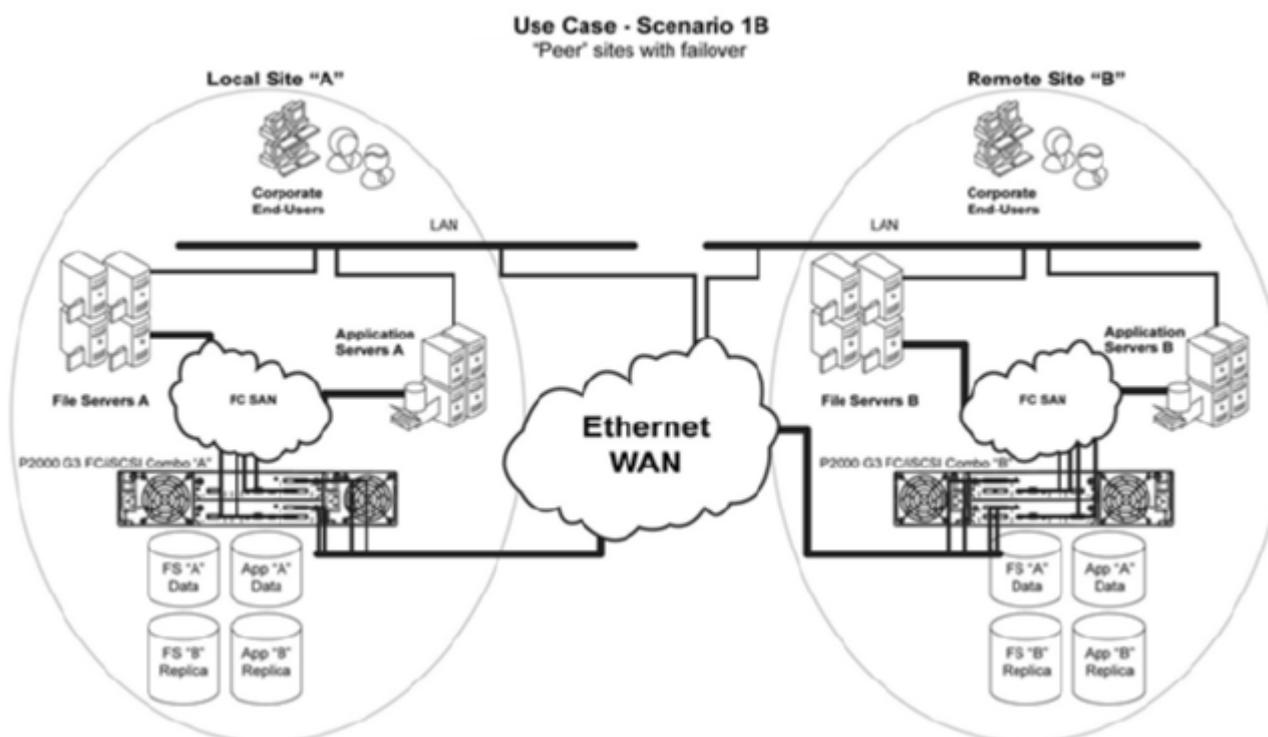 Use Case - Scenario 1B
"Peer" sites with failover
Local Site "A"
Remote Site "B"
Corporate
End-Users
Corporate
End-Users
LAN
LAN
Application
Servers A
Application
Servers B
File Servers A
FC SAN
File Servers B
FC SAN
Ethernet
WAN
P2000 G3 FC/iSCSI Combo "A"
P2000 G3 FC/iSCSI Combo "B"
FS "A"
Data
App "A"
Data
FS "A"
Data
App "A"
Data
FS "B"
Replica
App "B"
Replica
FS "B"
Replica
App "B"
Replica